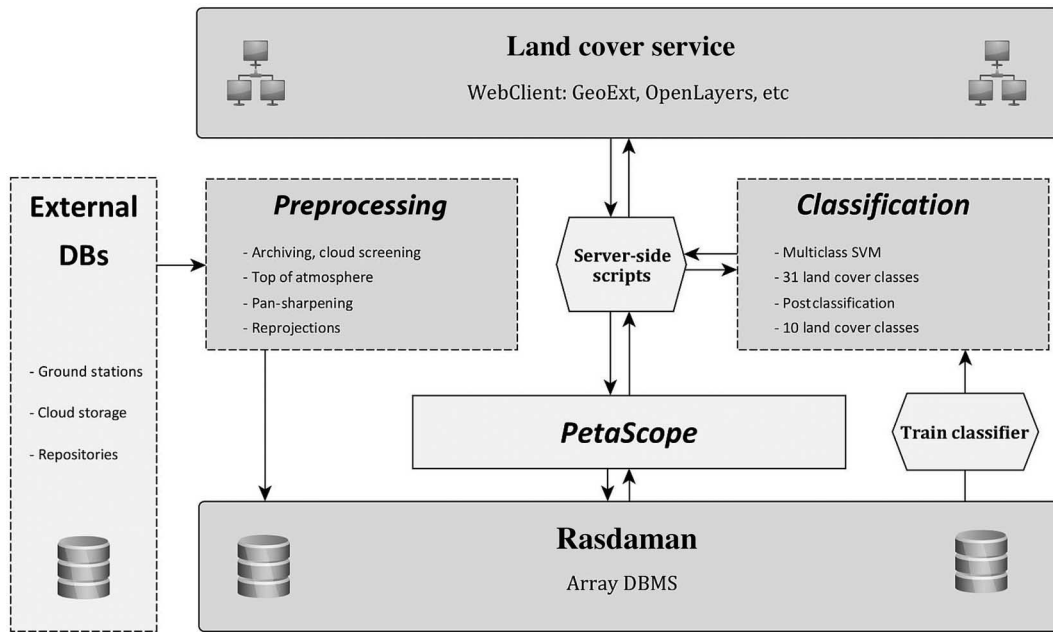 Land cover service
WebClient: GeoExt, OpenLayers, etc
External
DBs
- Ground stations
- Cloud storage
- Repositories
Preprocessing
- Archiving, cloud screening
- Top of atmosphere
- Pan-sharpening
- Reprojections
Server-side
scripts
Classification
- Multiclass SVM
- 31 land cover classes
- Postclassification
- 10 land cover classes
PetaScope
Train classifier
Rasdaman
Array DBMS